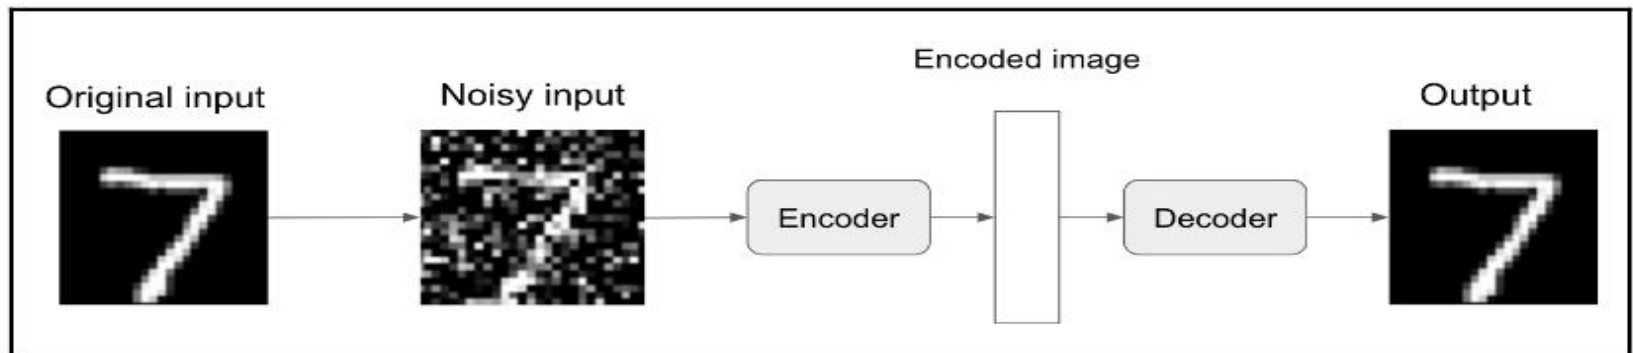 Original input
Noisy input
Encoder
Encoded image
Decoder
Output